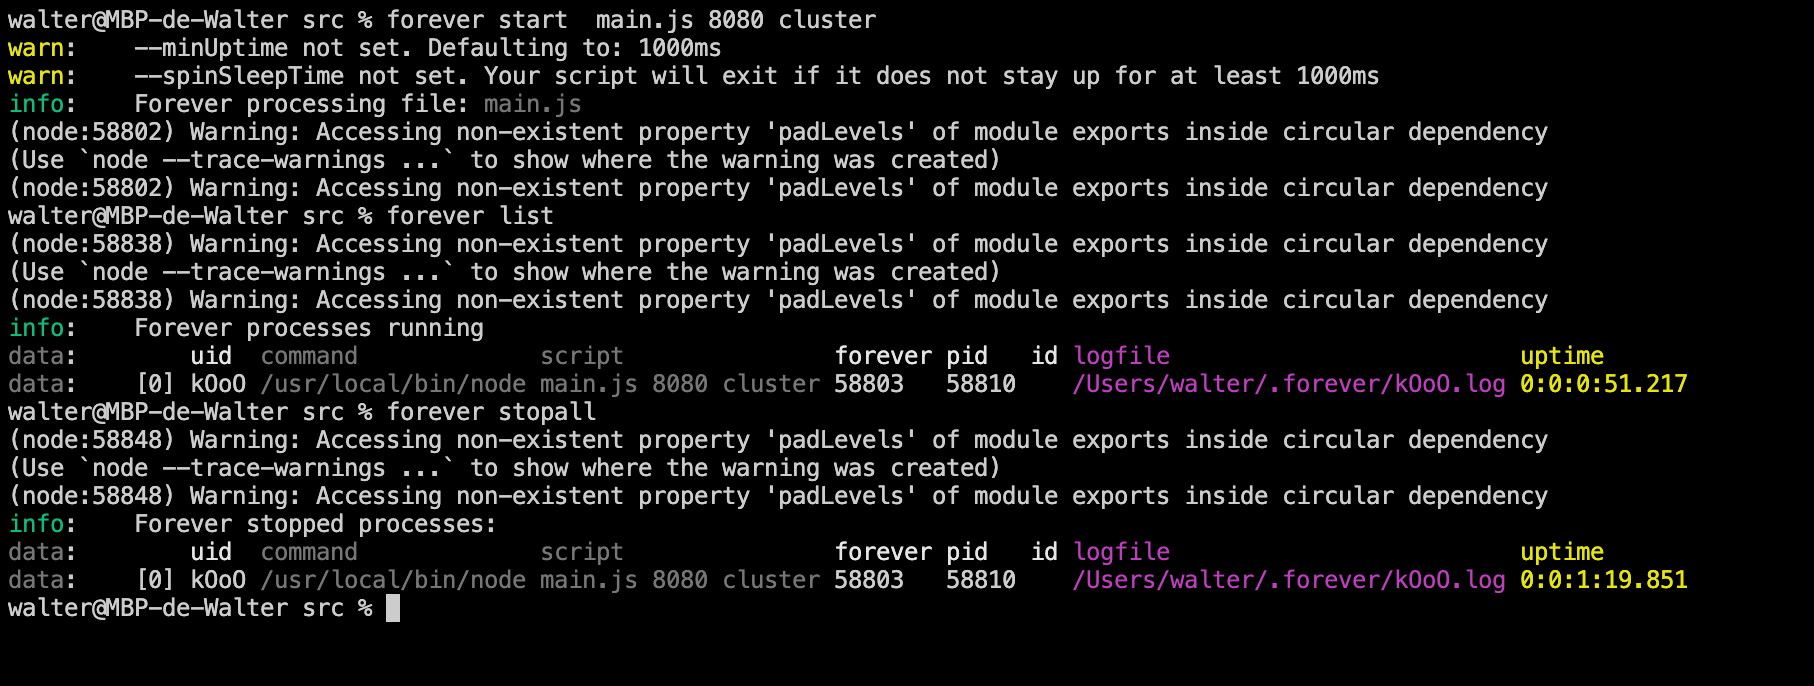 walter@MBP-de-Walter src % forever start  main.js 8080 cluster
warn:    --minUptime not set. Defaulting to: 1000ms
warn:    --spinSleepTime not set. Your script will exit if it does not stay up for at least 1000ms
info:    Forever processing file: main.js
(node:58802) Warning: Accessing non-existent property 'padLevels' of module exports inside circular dependency
(Use `node --trace-warnings ...` to show where the warning was created)
(node:58802) Warning: Accessing non-existent property 'padLevels' of module exports inside circular dependency
walter@MBP-de-Walter src % forever list
(node:58838) Warning: Accessing non-existent property 'padLevels' of module exports inside circular dependency
(Use `node --trace-warnings ...` to show where the warning was created)
(node:58838) Warning: Accessing non-existent property 'padLevels' of module exports inside circular dependency
info:    Forever processes running
data:        uid  command             script               forever pid   id logfile                         uptime
data:    [0] kOoO /usr/local/bin/node main.js 8080 cluster 58803   58810    /Users/walter/.forever/kOoO.log 0:0:0:51.217
walter@MBP-de-Walter src % forever stopall
(node:58848) Warning: Accessing non-existent property 'padLevels' of module exports inside circular dependency
(Use `node --trace-warnings ...` to show where the warning was created)
(node:58848) Warning: Accessing non-existent property 'padLevels' of module exports inside circular dependency
info:    Forever stopped processes:
data:        uid  command             script               forever pid   id logfile                         uptime
data:    [0] kOoO /usr/local/bin/node main.js 8080 cluster 58803   58810    /Users/walter/.forever/kOoO.log 0:0:1:19.851
walter@MBP-de-Walter src %